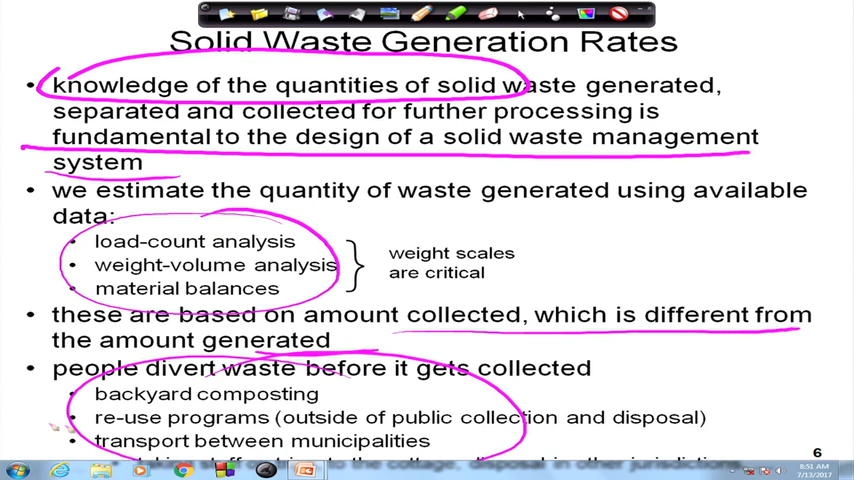 Solid Waste Generation Rates
• knowledge of the quantities of solid waste generated,
separated and collected for further processing is
fundamental to the design of a solid waste management
system
• we estimate the quantity of waste generated using available
data:
• load-count analysis
• weight-volume analysis
• material balances
weight scales
are critical
• these are based on amount collected, which is different from
the amount generated
• people divert waste before it gets collected
• backyard composting
• re-use programs (outside of public collection and disposal)
• transport between municipalities
6
8:51 AM
7/13/2017